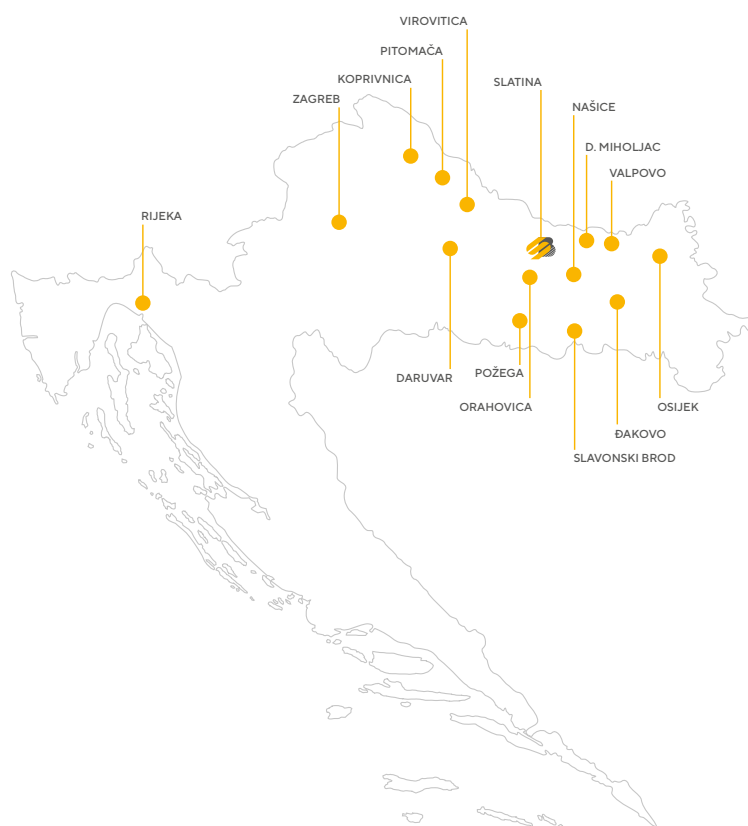 VIROVITICA
PITOMAČA
KOPRIVNICA
SLATINA
ZAGREB
NAŠICE
D. MIHOLJAC
VALPOVO
RIJEKA
POŽEGA
DARUVAR
ORAHOVICA
OSIJEK
ĐAKOVO
SLAVONSKI BROD